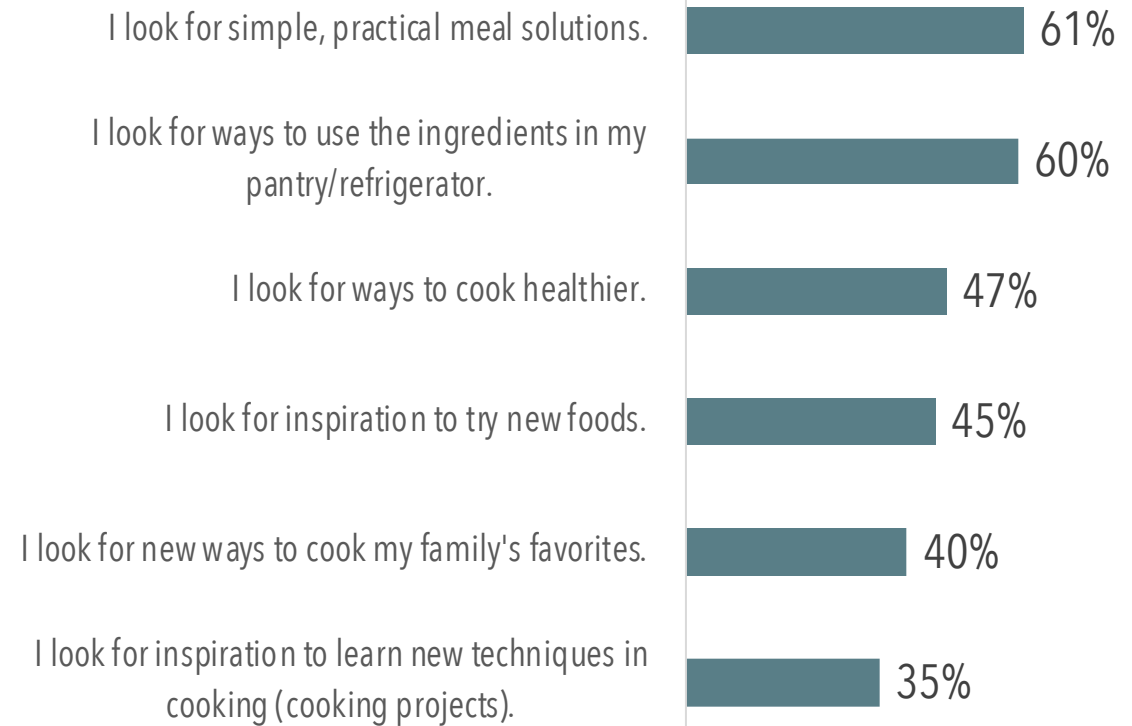 I look for simple, practical meal solutions.
61%
I look for ways to use the ingredients in my
pantry/refrigerator.
60%
I look for ways to cook healthier.
47%
I look for inspiration to try new foods.
45%
I look for new ways to cook my family's favorites.
40%
I look for inspiration to learn new techniques in
cooking (cooking projects).
35%